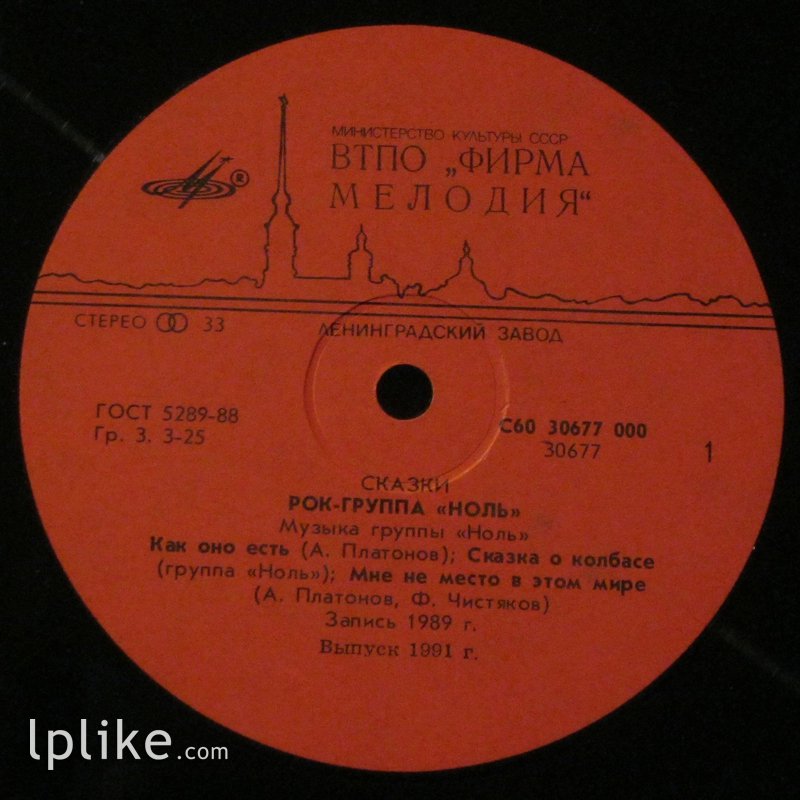 МИНИСТЕРСТВО КУЛЬТУРЫ СССР
ВТПО „ФИРМА
МЕЛОДИЯ“
®
СТЕРЕО 33
ЛЕНИНГРАДСКИЙ ЗАВОД
ГОСТ 5289-88
Гр. 3. 3-25
С60 30677 000
30677
1
СКАЗКИ
РОК-ГРУППА «НОЛЬ»
Музыка группы «Ноль»
Как оно есть (А. Платонов); Сказка о колбасе
(группа «Ноль»); Мне не место в этом мире
(А. Платонов, Ф. Чистяков)
Запись 1989 г.
Выпуск 1991 г.
lplike.com